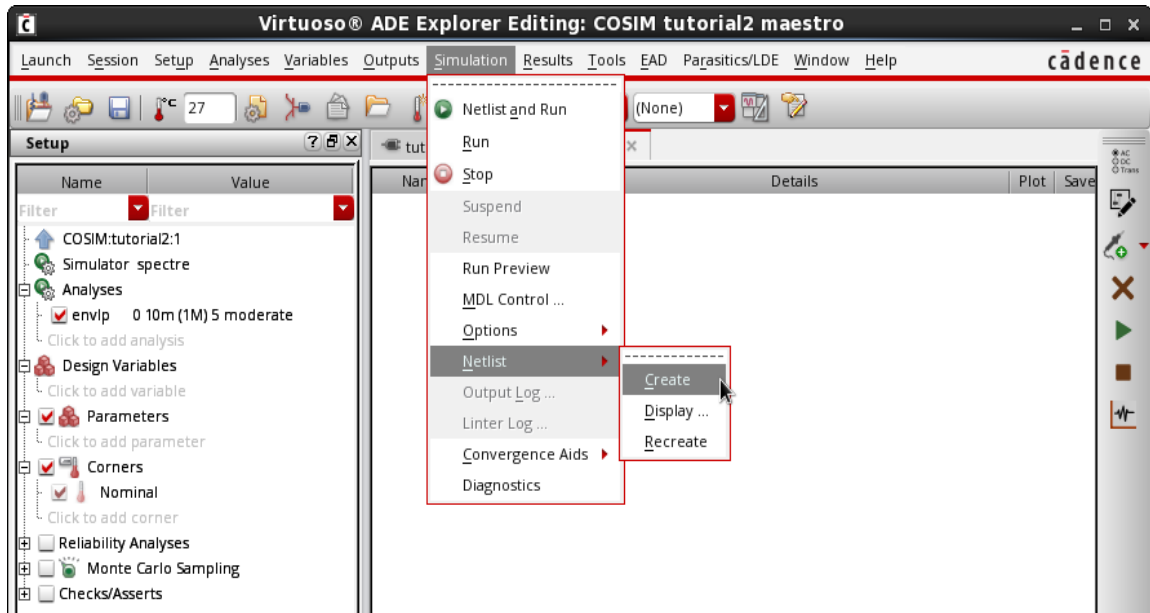 Virtuoso® ADE Explorer Editing: COSIM tutorial2 maestro
Launch Session Setup Analyses Variables Outputs Simulation Results Tools EAD Parasitics/LDE Window Help cādence
°C 27 (None)
Setup
tut
Name Value
Filter Filter
COSIM:tutorial2:1
Simulator spectre
Analyses
envlp 0 10m (1M) 5 moderate
Click to add analysis
Design Variables
Click to add variable
Parameters
Click to add parameter
Corners
Nominal
Click to add corner
Reliability Analyses
Monte Carlo Sampling
Checks/Asserts
Netlist and Run
Run
Stop
Suspend
Resume
Run Preview
MDL Control ...
Options
Netlist
Output Log ...
Linter Log ...
Convergence Aids
Diagnostics
Create
Display ...
Recreate
Nar Details Plot Save
AC
DC
Trans